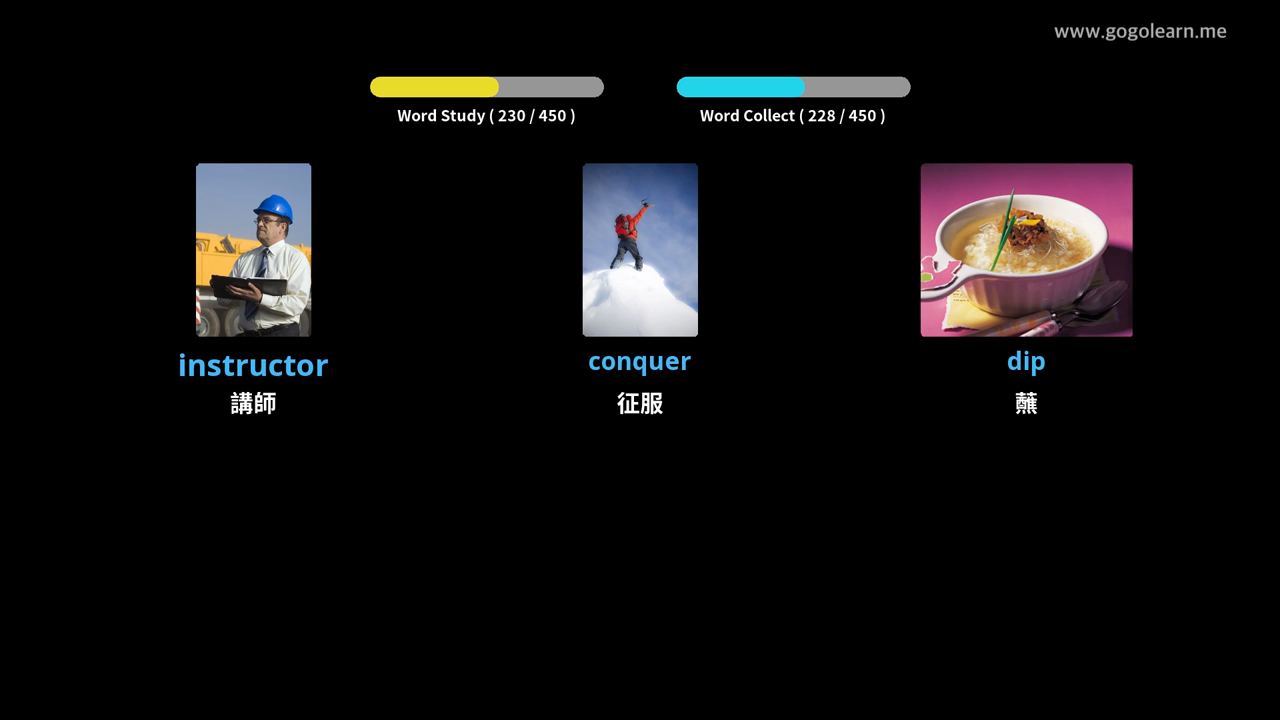 www.gogolearn.me
Word Study ( 230 / 450 )
Word Collect ( 228 / 450 )
instructor
講師
conquer
征服
dip
蘸